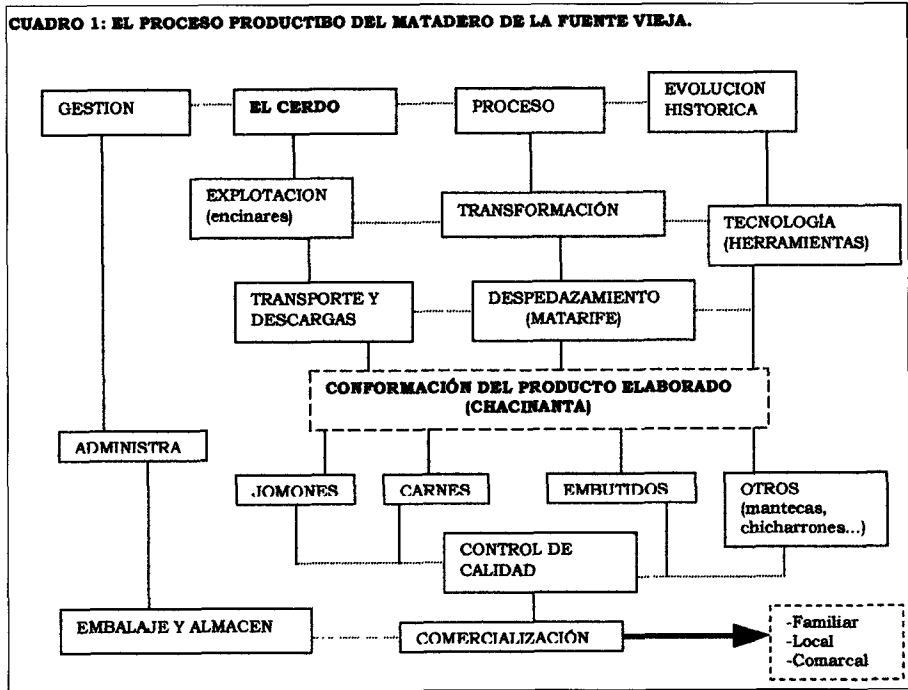 CUADRO 1: EL PROCESO PRODUCTIBO DEL MATADERO DE LA FUENTE VIEJA.
GESTION
EL CERDO
PROCESO
EVOLUCION
HISTORICA
EXPLOTACION
(encinares)
TRANSFORMACIÓN
TECNOLOGÍA
(HERRAMIENTAS)
TRANSPORTE Y
DESCARGAS
DESPEDAZAMIENTO
(MATARIFE)
CONFORMACIÓN DEL PRODUCTO ELABORADO
(CHACINANTA)
ADMINISTRA
JOMONES
CARNES
EMBUTIDOS
OTROS
(mantecas,
chicharrones...)
CONTROL DE
CALIDAD
EMBALAJE Y ALMACEN
COMERCIALIZACIÓN
-Familiar
-Local
-Comarcal